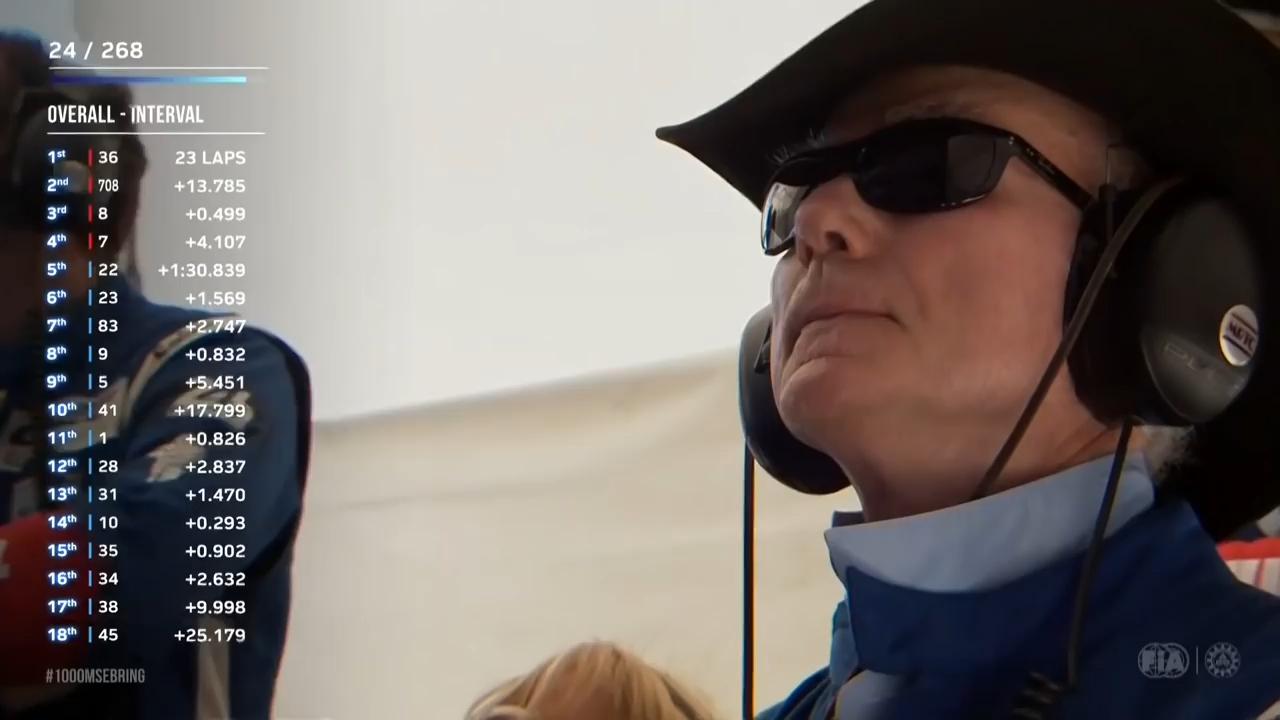 24 / 268
OVERALL - INTERVAL
1st 36 23 LAPS
2nd 708 +13.785
3rd 8 +0.499
4th 7 +4.107
5th 22 +1:30.839
6th 23 +1.569
7th 83 +2.747
8th 9 +0.832
9th 5 +5.451
10th 41 +17.799
11th 1 +0.826
12th 28 +2.837
13th 31 +1.470
14th 10 +0.293
15th 35 +0.902
16th 34 +2.632
17th 38 +9.998
18th 45 +25.179
#1000MSEBRING
FIA